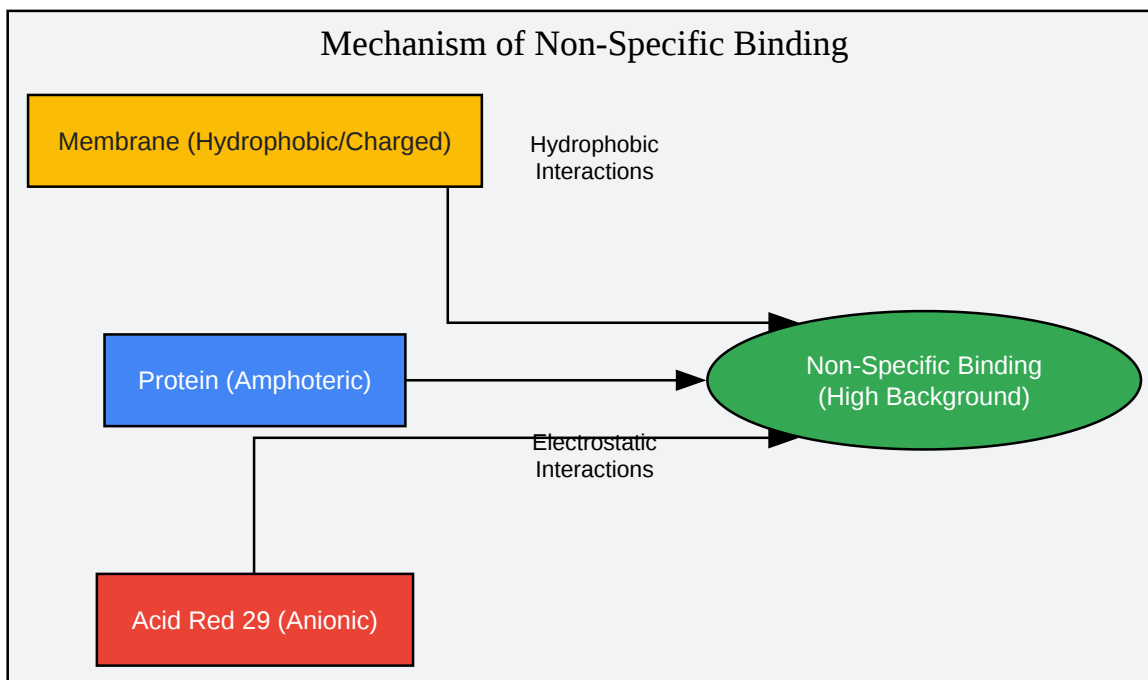 Mechanism of Non-Specific Binding
Membrane (Hydrophobic/Charged)
Hydrophobic
Interactions
Protein (Amphoteric)
Non-Specific Binding
(High Background)
Electrostatic
Interactions
Acid Red 29 (Anionic)